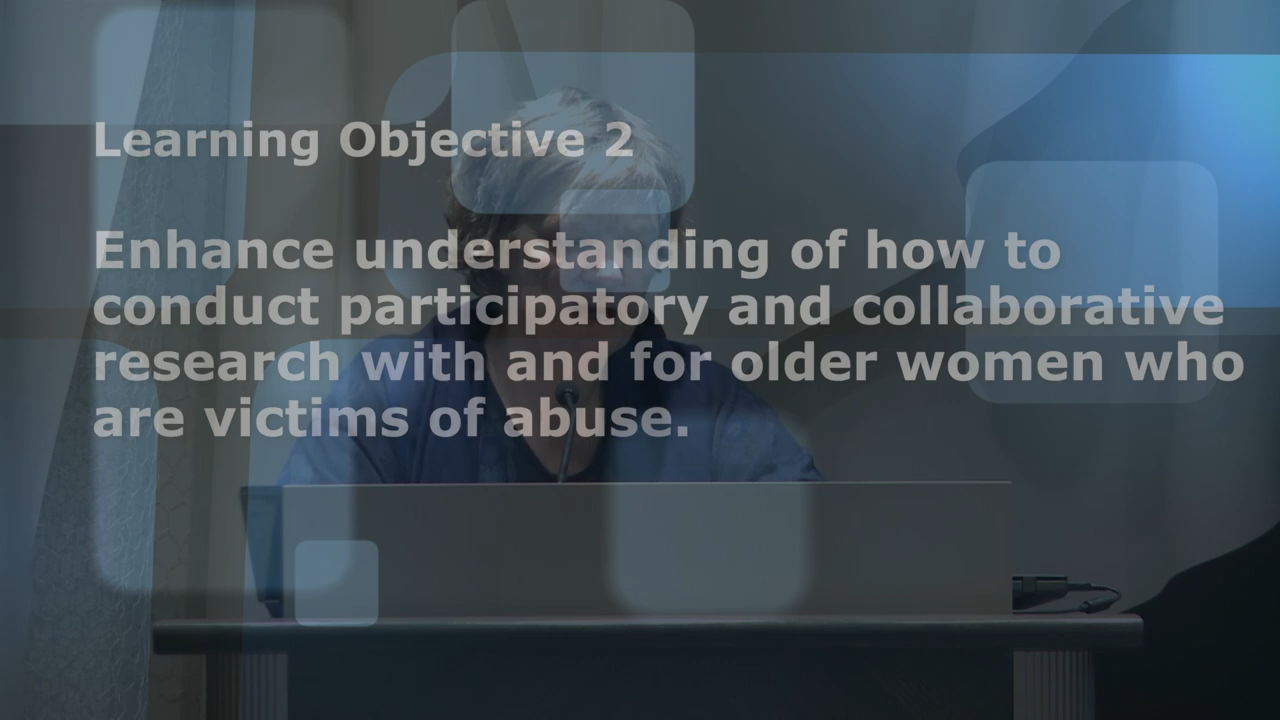 Learning Objective 2
Enhance understanding of how to
conduct participatory and collaborative
research with and for older women who
are victims of abuse.